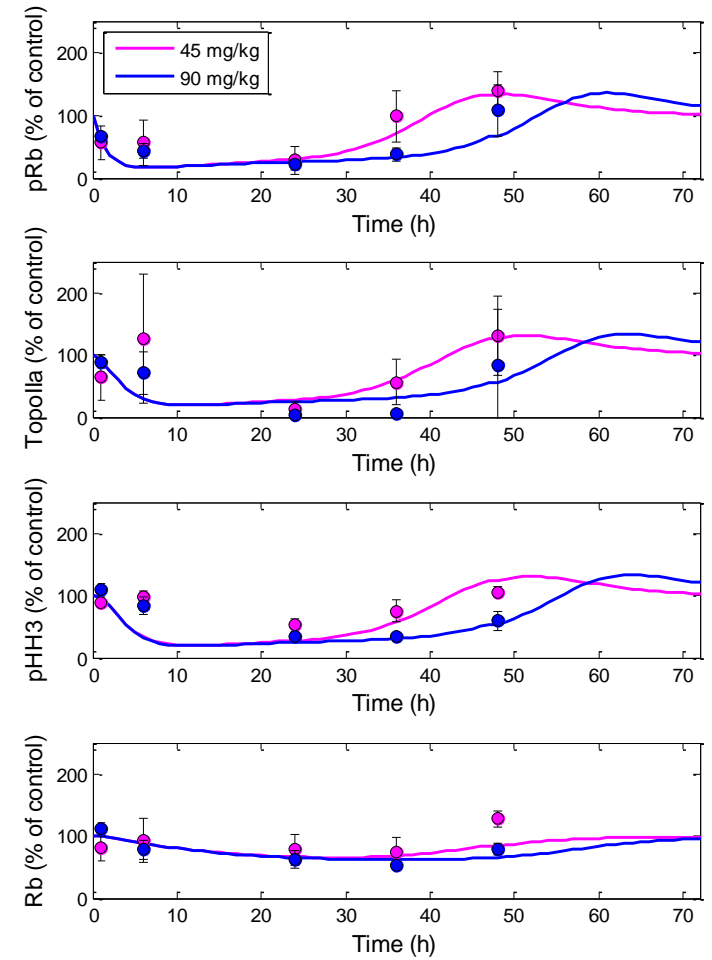 200
100
0
pRb (% of control)
45 mg/kg
90 mg/kg
0 10 20 30 40 50 60 70
Time (h)
200
100
0
TopoIIa (% of control)
0 10 20 30 40 50 60 70
Time (h)
200
100
0
pHH3 (% of control)
0 10 20 30 40 50 60 70
Time (h)
200
100
0
Rb (% of control)
0 10 20 30 40 50 60 70
Time (h)